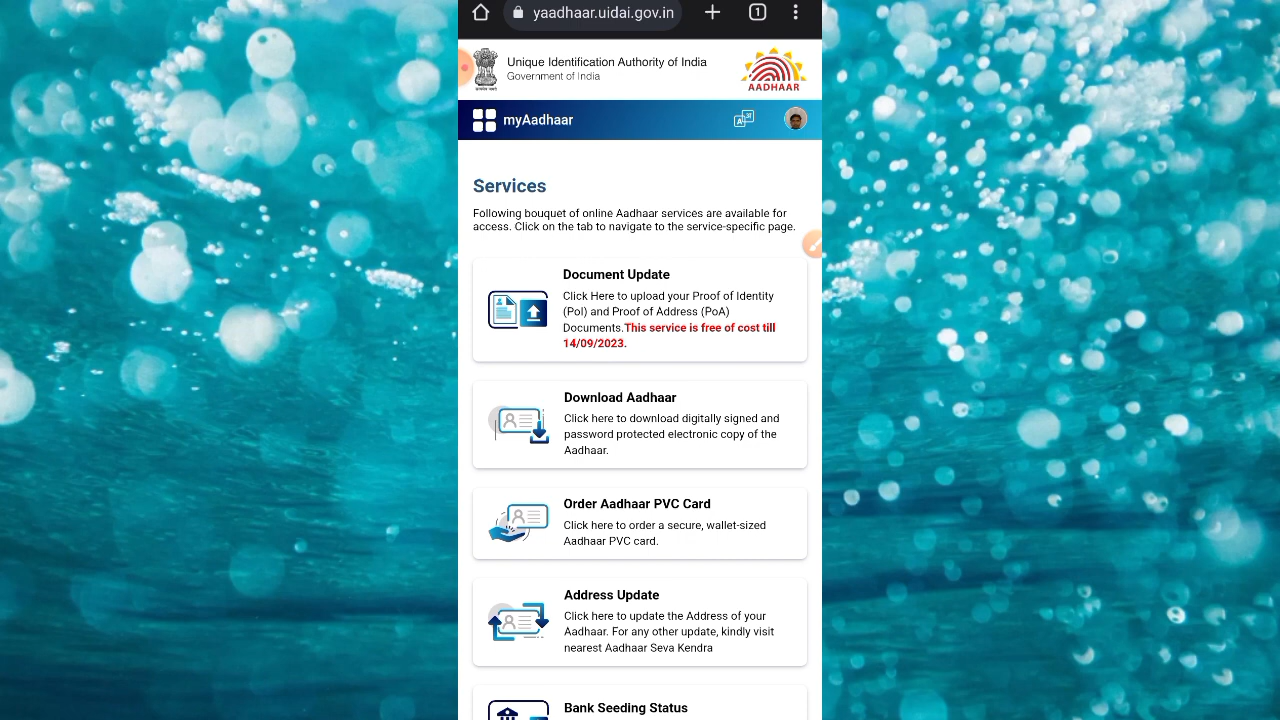 yaadhaar.uidai.gov.in
1
Unique Identification Authority of India
Government of India
AADHAAR
myAadhaar
Services
Following bouquet of online Aadhaar services are available for
access. Click on the tab to navigate to the service-specific page.
Document Update
Click Here to upload your Proof of Identity
(PoI) and Proof of Address (PoA)
Documents.This service is free of cost till
14/09/2023.
Download Aadhaar
Click here to download digitally signed and
password protected electronic copy of the
Aadhaar.
Order Aadhaar PVC Card
Click here to order a secure, wallet-sized
Aadhaar PVC card.
Address Update
Click here to update the Address of your
Aadhaar. For any other update, kindly visit
nearest Aadhaar Seva Kendra
Bank Seeding Status